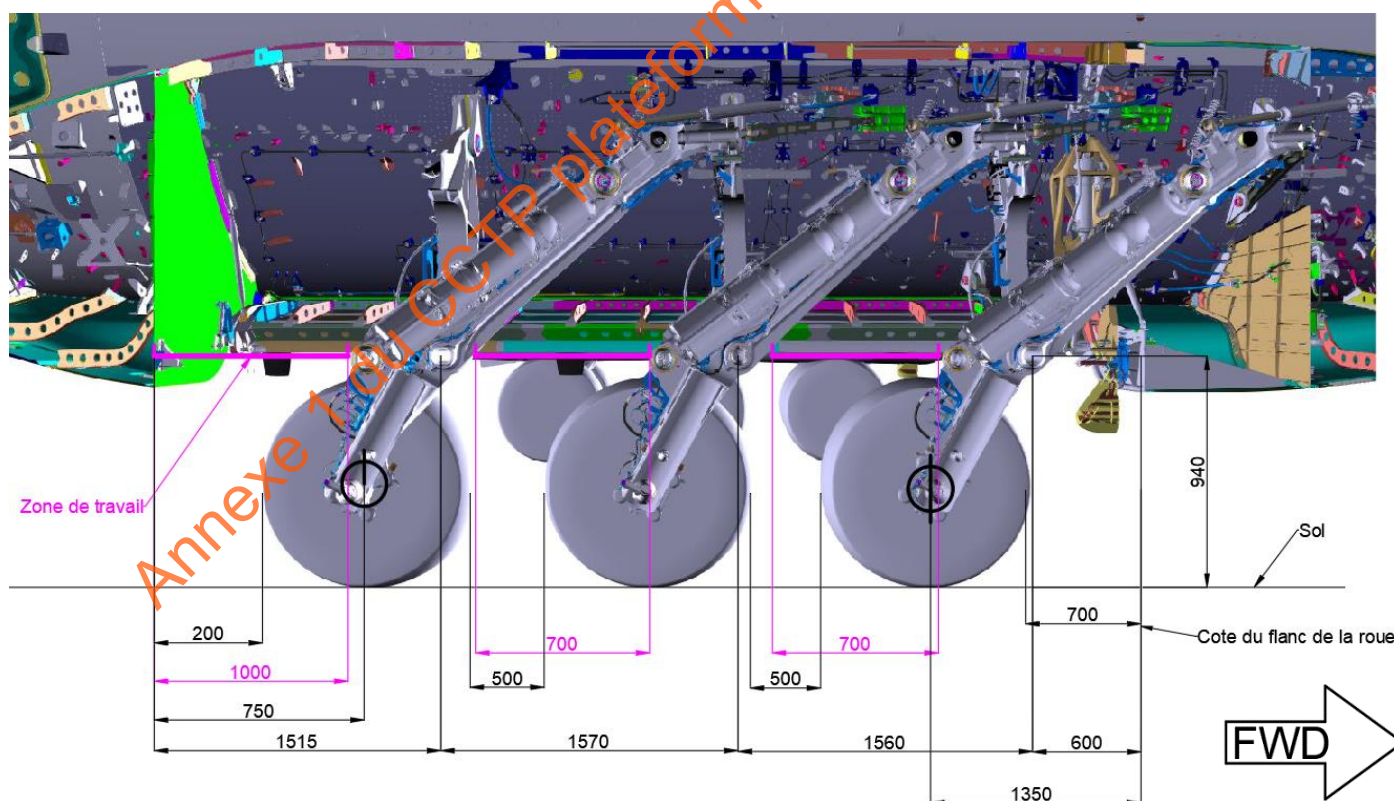 Annexe 1 du CCTP plateform
Zone de travail
940
Sol
200
700
700
700
Cote du flanc de la roue
1000
500
500
750
1515
1570
1560
600
FWD
1350